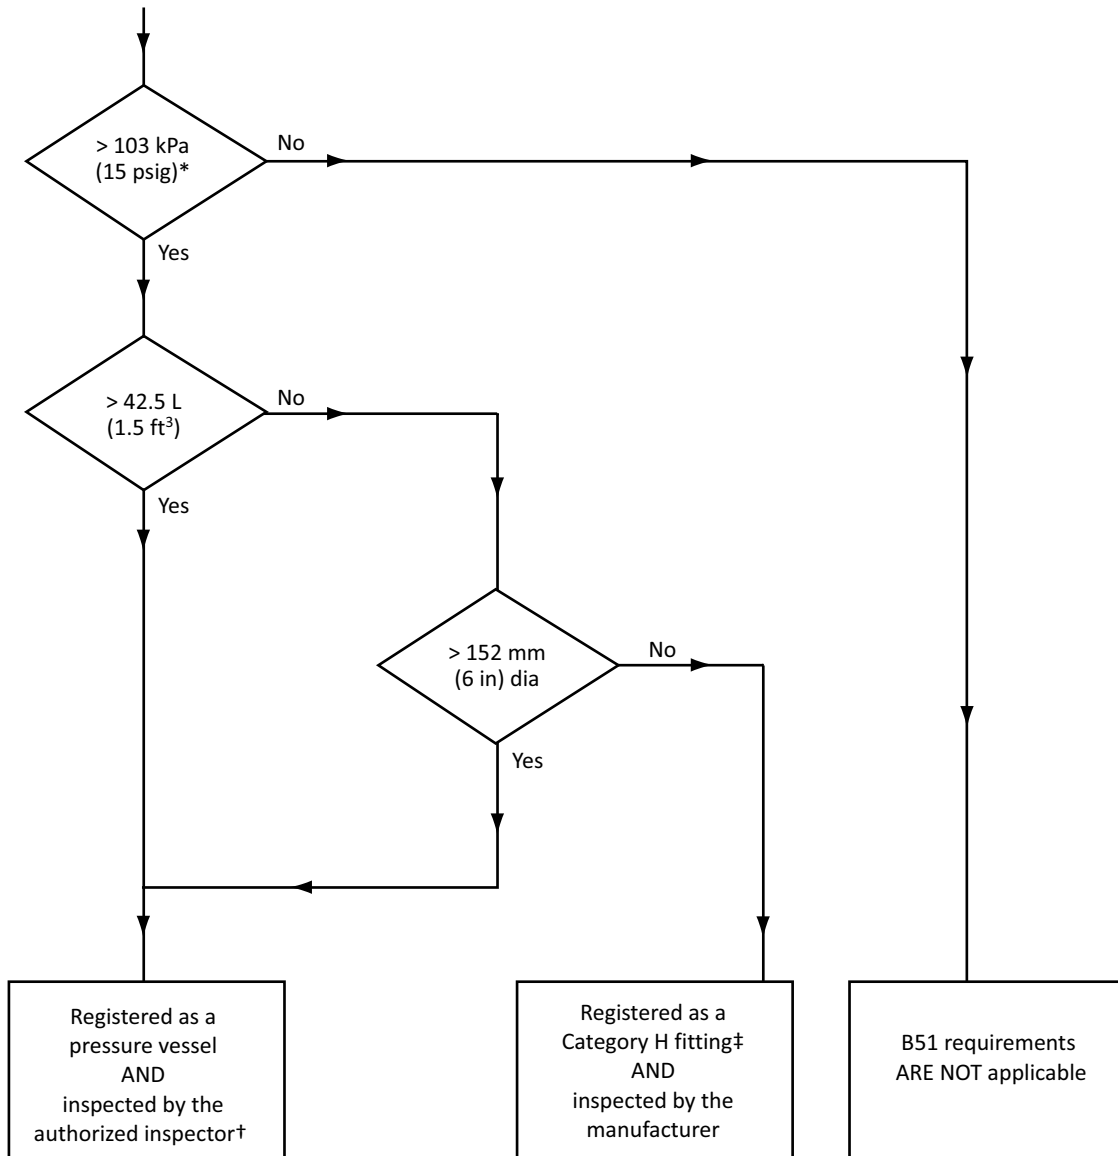 > 103 kPa
(15 psig)*
No
Yes
> 42.5 L
(1.5 ft³)
No
Yes
> 152 mm
(6 in) dia
No
Yes
Registered as a
pressure vessel
AND
inspected by the
authorized inspector†
Registered as a
Category H fitting‡
AND
inspected by the
manufacturer
B51 requirements
ARE NOT applicable